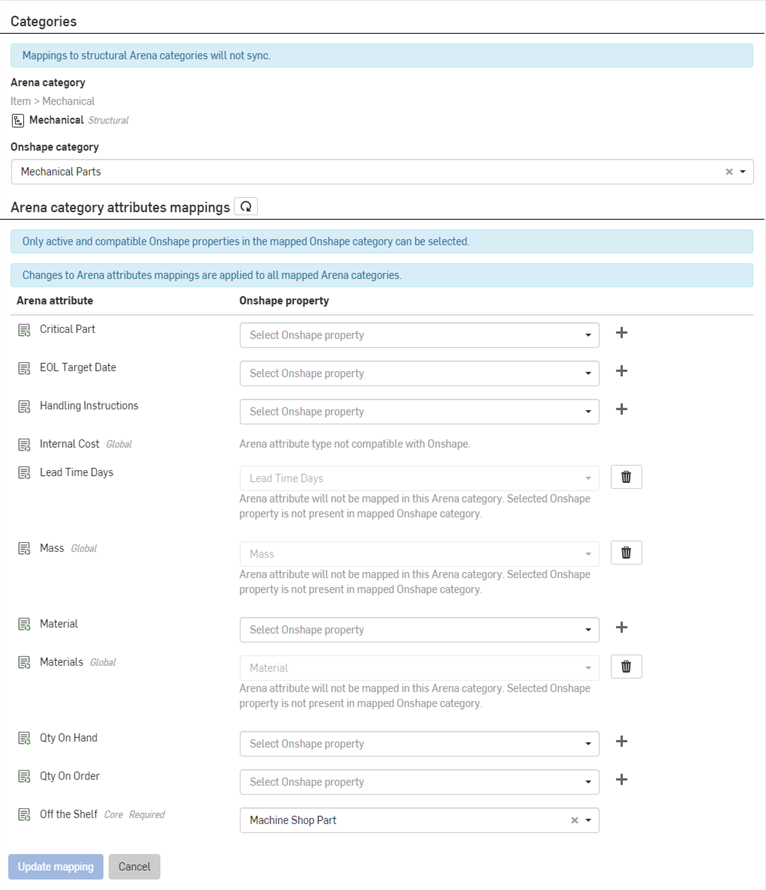 Categories
Mappings to structural Arena categories will not sync.
Arena category
Item > Mechanical
Mechanical Structural
Onshape category
Mechanical Parts
Arena category attributes mappings
Only active and compatible Onshape properties in the mapped Onshape category can be selected.
Changes to Arena attributes mappings are applied to all mapped Arena categories.
Arena attribute Onshape property
Critical Part Select Onshape property
EOL Target Date Select Onshape property
Handling Instructions Select Onshape property
Internal Cost Global Arena attribute type not compatible with Onshape.
Lead Time Days Lead Time Days
Arena attribute will not be mapped in this Arena category. Selected Onshape
property is not present in mapped Onshape category.
Mass Global Mass
Arena attribute will not be mapped in this Arena category. Selected Onshape
property is not present in mapped Onshape category.
Material Select Onshape property
Materials Global Material
Arena attribute will not be mapped in this Arena category. Selected Onshape
property is not present in mapped Onshape category.
Qty On Hand Select Onshape property
Qty On Order Select Onshape property
Off the Shelf Core Required Machine Shop Part
Update mapping Cancel